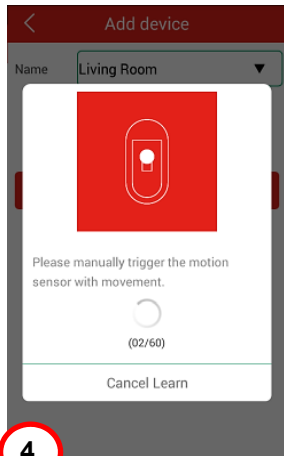 Add device
Name Living Room
Please manually trigger the motion
sensor with movement.
(02/60)
Cancel Learn
4